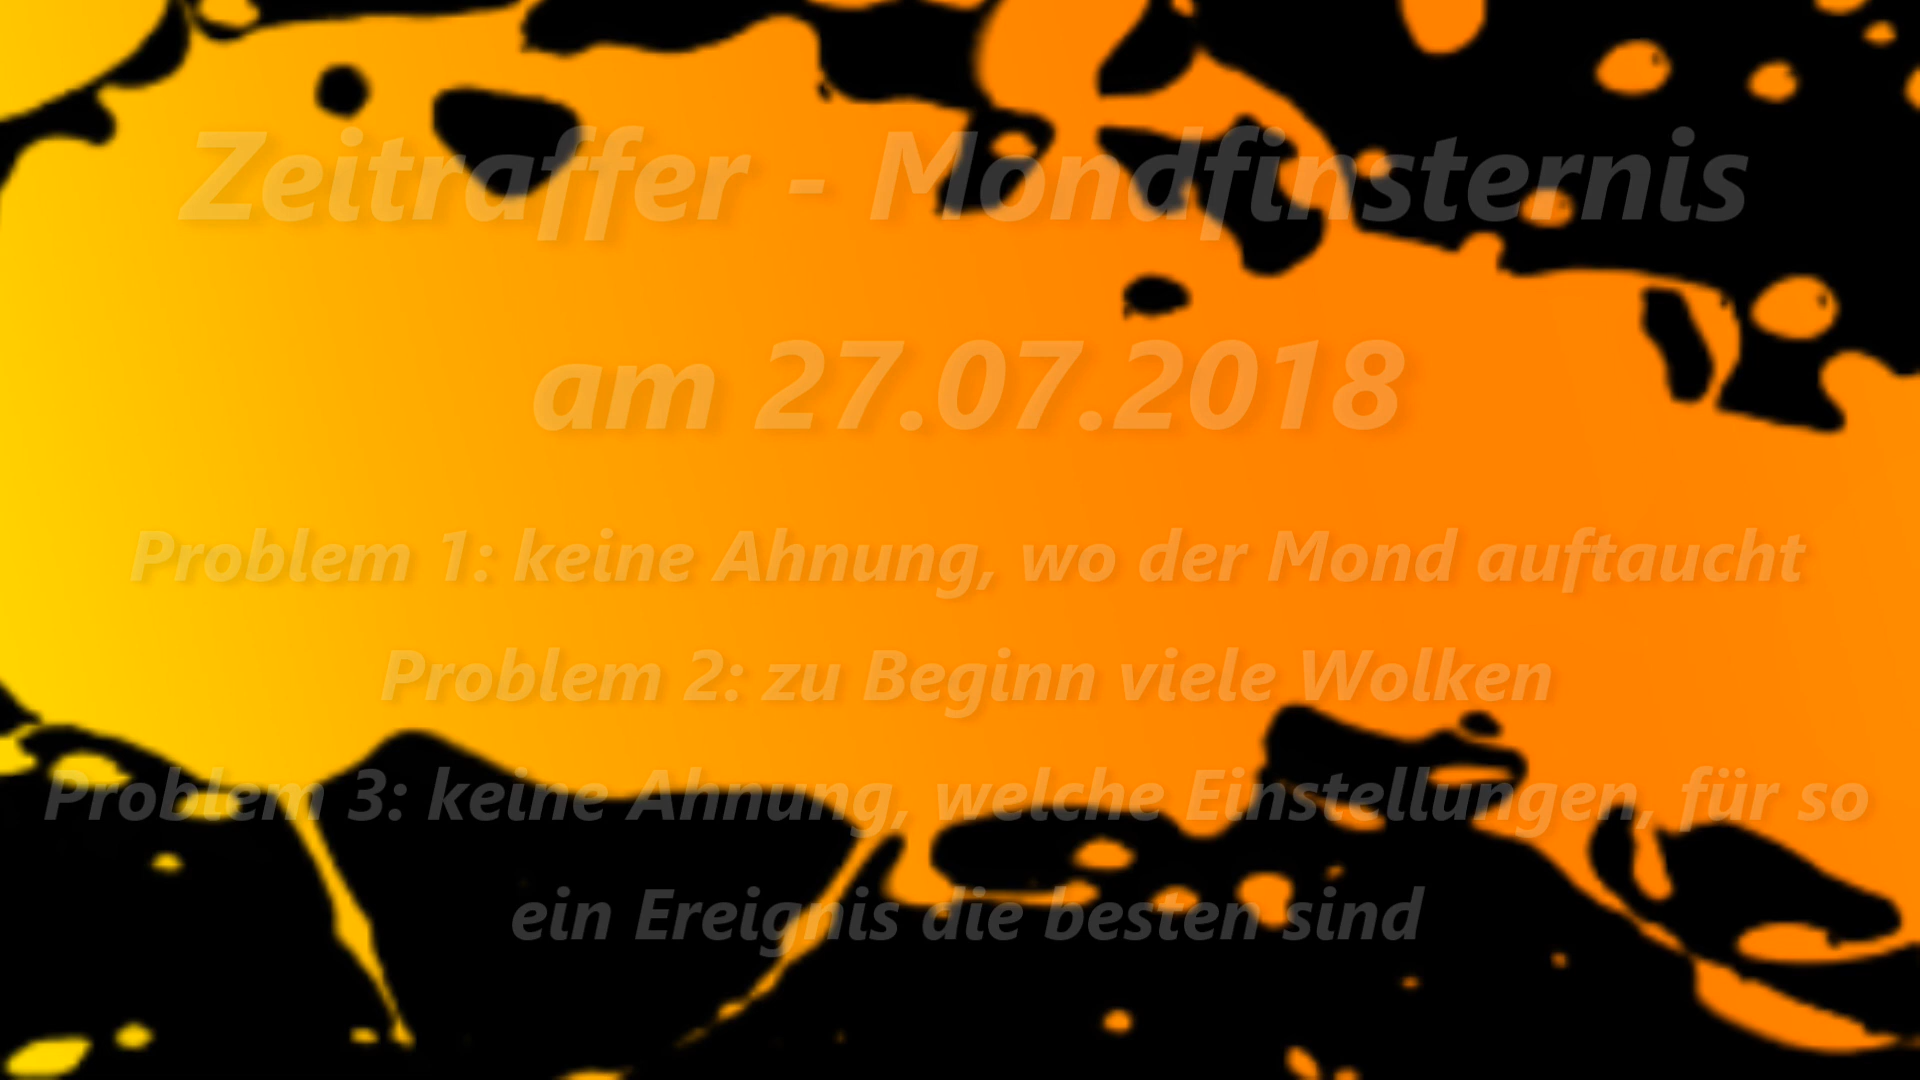 Zeitraffer - Mondfinsternis
am 27.07.2018
Problem 1: keine Ahnung, wo der Mond auftaucht
Problem 2: zu Beginn viele Wolken
Problem 3: keine Ahnung, welche Einstellungen, für so
ein Ereignis die besten sind